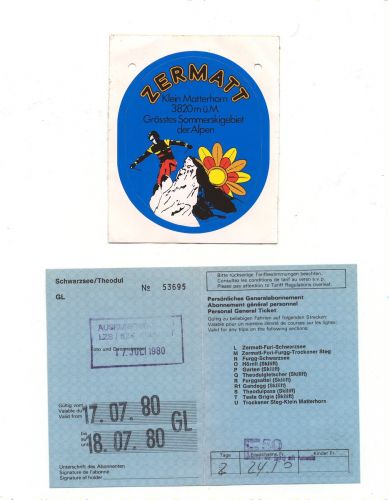 ZERMATT
Klein Matterhorn
3820m ü.M.
Grösstes Sommerskigebiet
der Alpen
Schwarzsee/Theodul
GL
No 53695
17. JULI 1980
Gültig vom
Valable du
Valid from
17.07.80
18.07.80
GL
Unterschrift des Abonnenten
Signature de l'abonné
Signature of holder
Bitte rückseitige Tarifbestimmungen beachten.
Consultez les conditions de tarif au verso s.v.p.
Please pay attention to Tariff Regulations overleaf.
Persönliches Generalabonnement
Abonnement général personnel
Personal General Ticket
Gültig zu beliebigen Fahrten auf folgenden Strecken:
Valable pour un nombre illimité de courses sur les lignes:
Valid for any trips on the following sections:
L Zermatt-Furi-Schwarzsee
M Zermatt-Furi-Furgg-Trockener Steg
N Furgg-Schwarzsee
O Hörnli (Skilift)
P Garten (Skilift)
Q Theodulgletscher (Skilift)
R Furggsattel (Skilift)
R1 Gandegg (Skilift)
S Theodulpass (Skilift)
T Testa Grigia (Skilift)
U Trockener Steg-Klein Matterhorn
Tage
2
Kinder Fr.